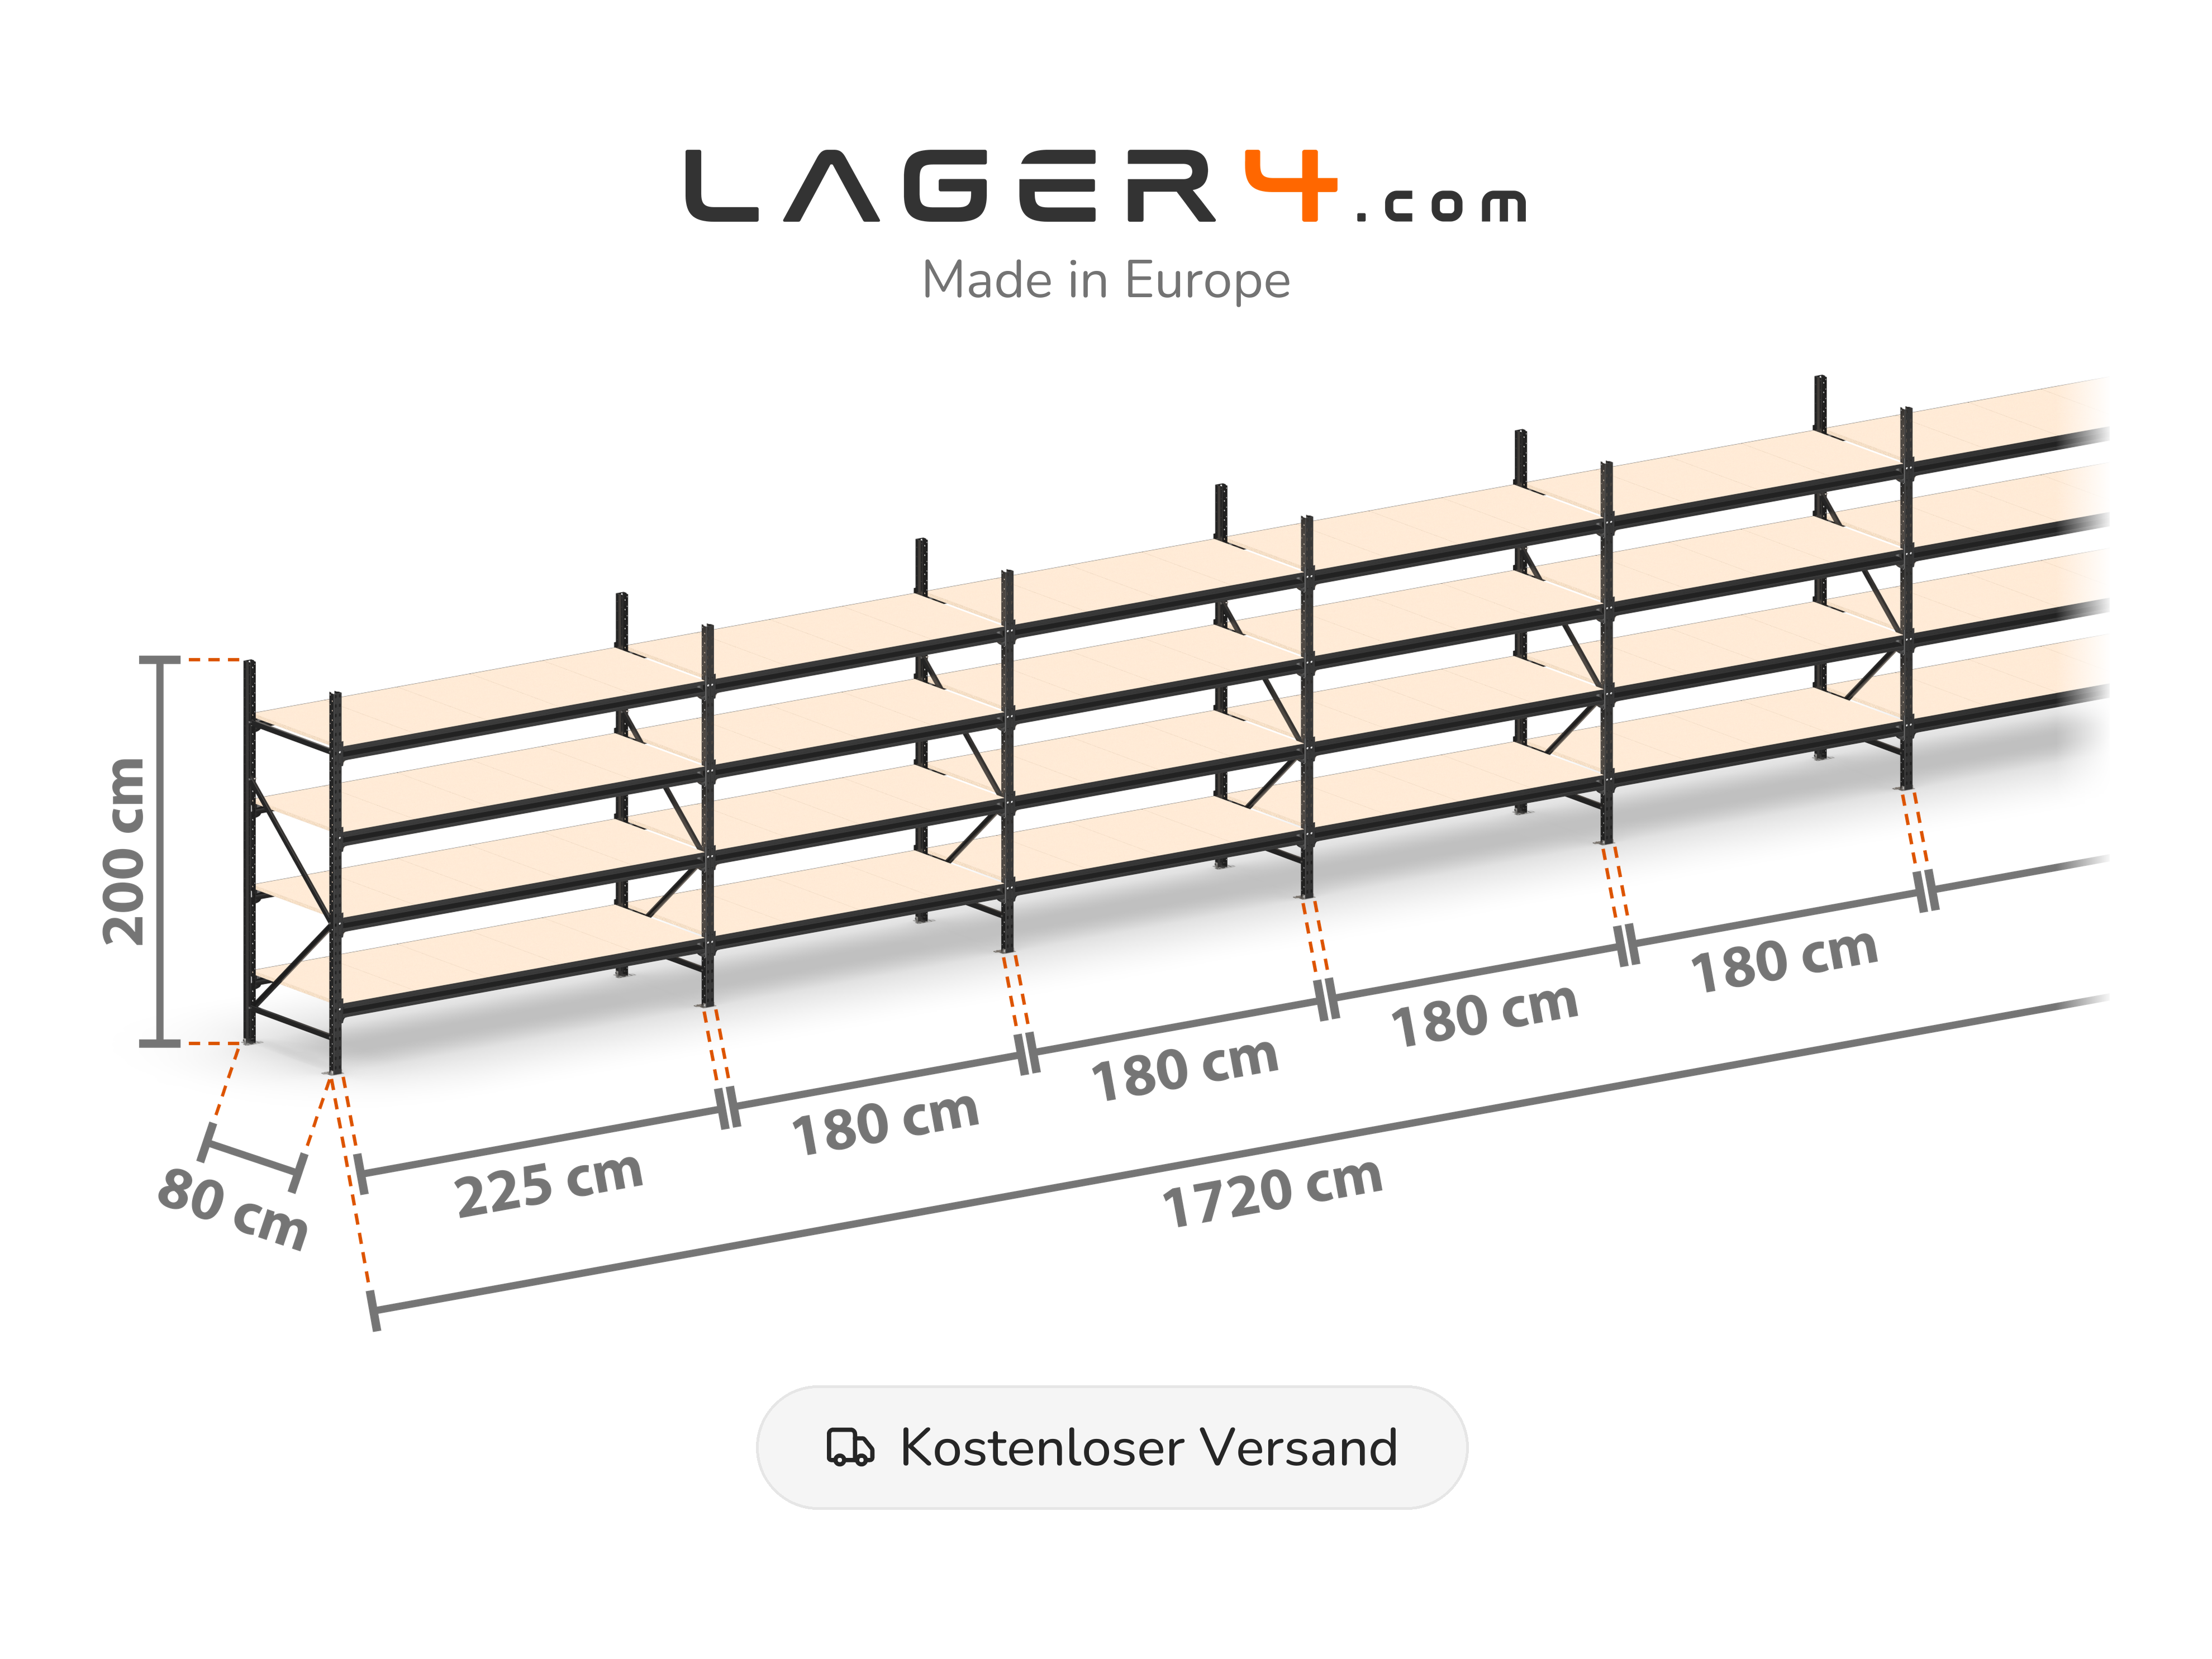 LAGER4.com
Made in Europe
200 cm
80 cm
225 cm
180 cm
180 cm
180 cm
180 cm
1720 cm
Kostenloser Versand